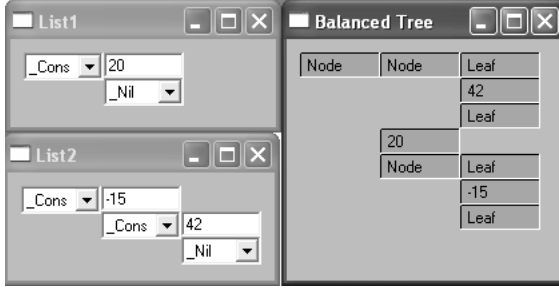 List1
_Cons 20
_Nil
List2
_Cons -15
_Cons 42
_Nil
Balanced Tree
Node Node Leaf
42
Leaf
20
Node Leaf
-15
Leaf